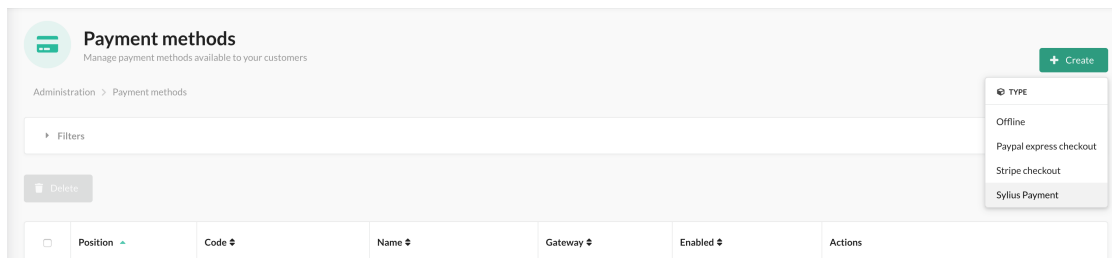 Payment methods
Manage payment methods available to your customers
+ Create
Administration > Payment methods
TYPE
Offline
Paypal express checkout
Stripe checkout
Sylius Payment
Filters
Delete
Position Code Name Gateway Enabled Actions